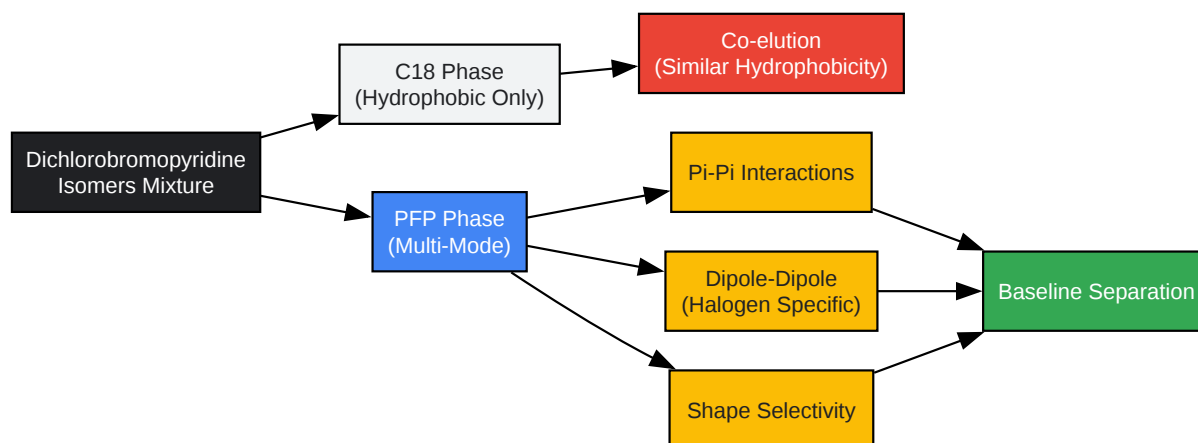 Dichlorobromopyridine
Isomers Mixture
C18 Phase
(Hydrophobic Only)
Co-elution
(Similar Hydrophobicity)
PFP Phase
(Multi-Mode)
Pi-Pi Interactions
Dipole-Dipole
(Halogen Specific)
Shape Selectivity
Baseline Separation